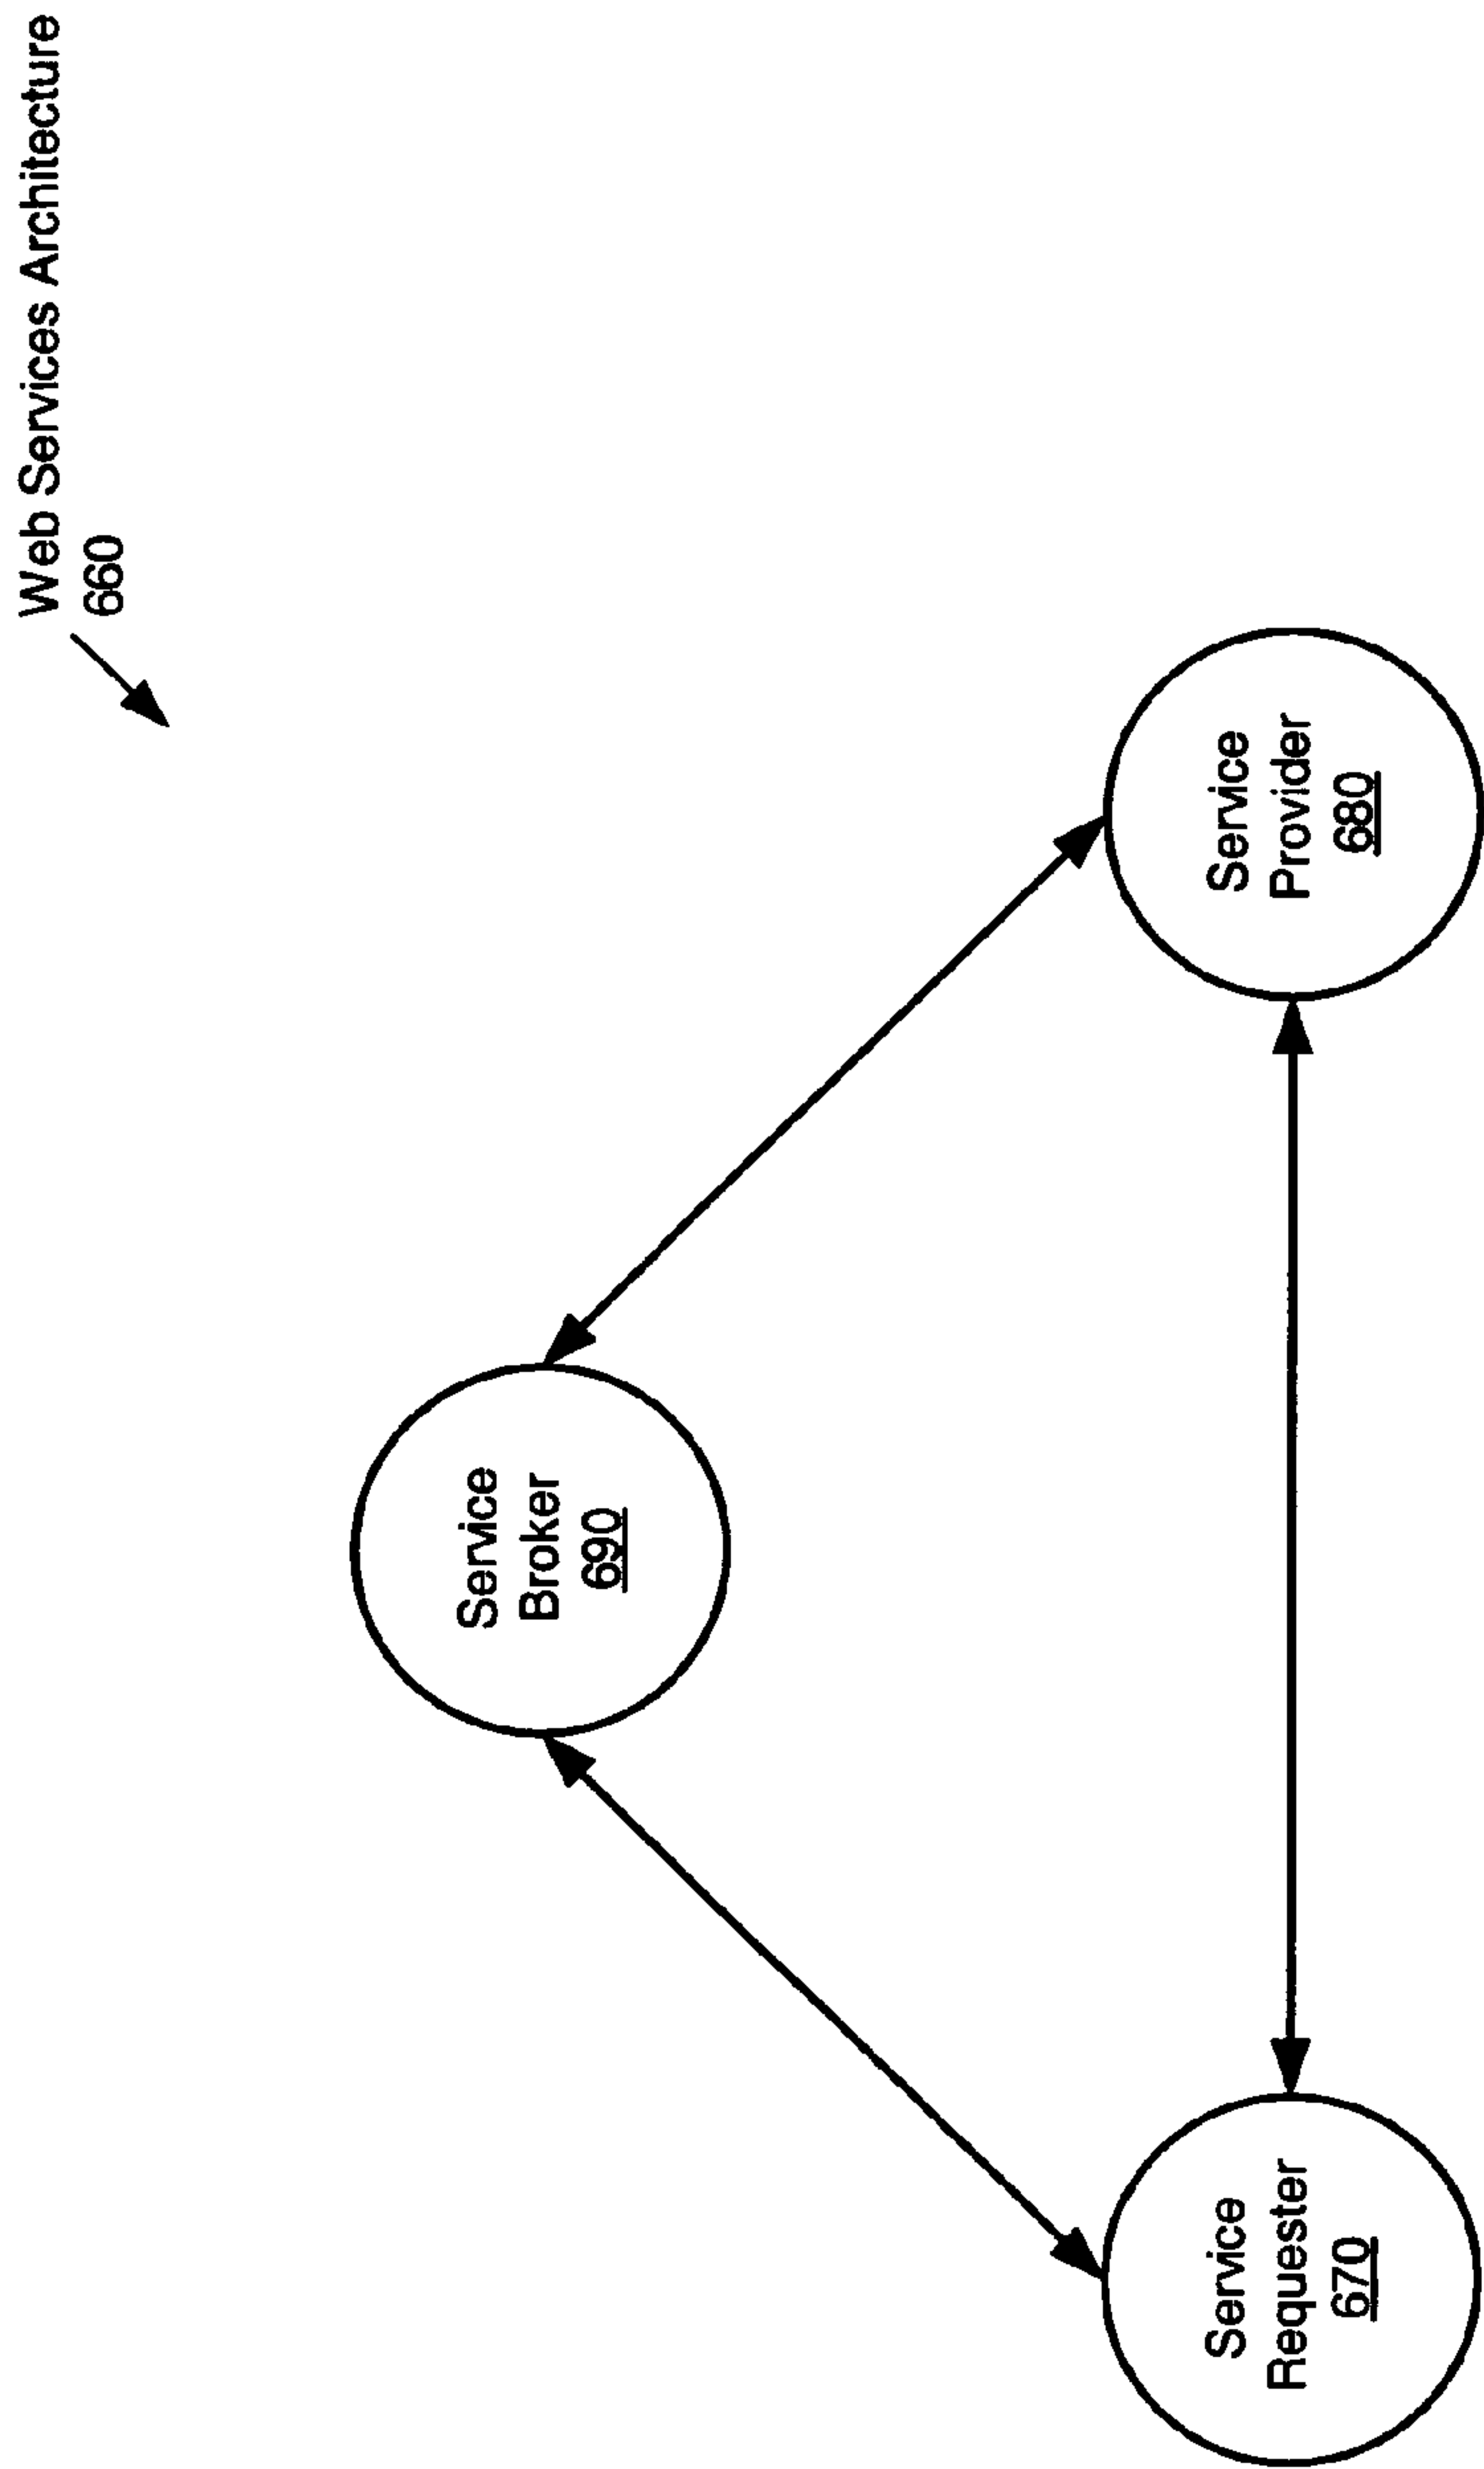 Web Services Architecture
660
Service
Broker
690
Service
Requester
670
Service
Provider
680